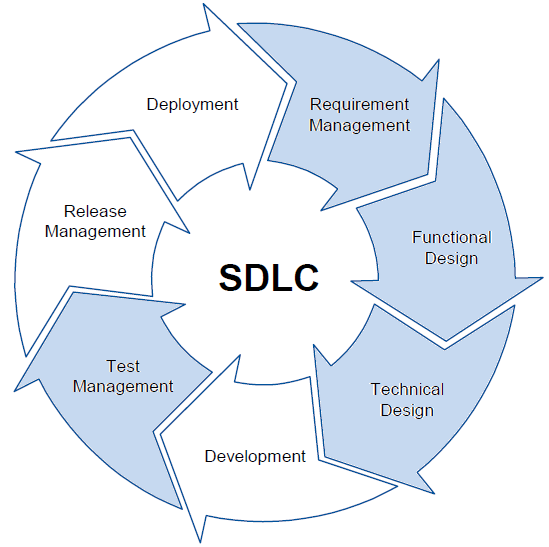 Deployment
Requirement
Management
Functional
Design
Technical
Design
Development
Test
Management
Release
Management
SDLC